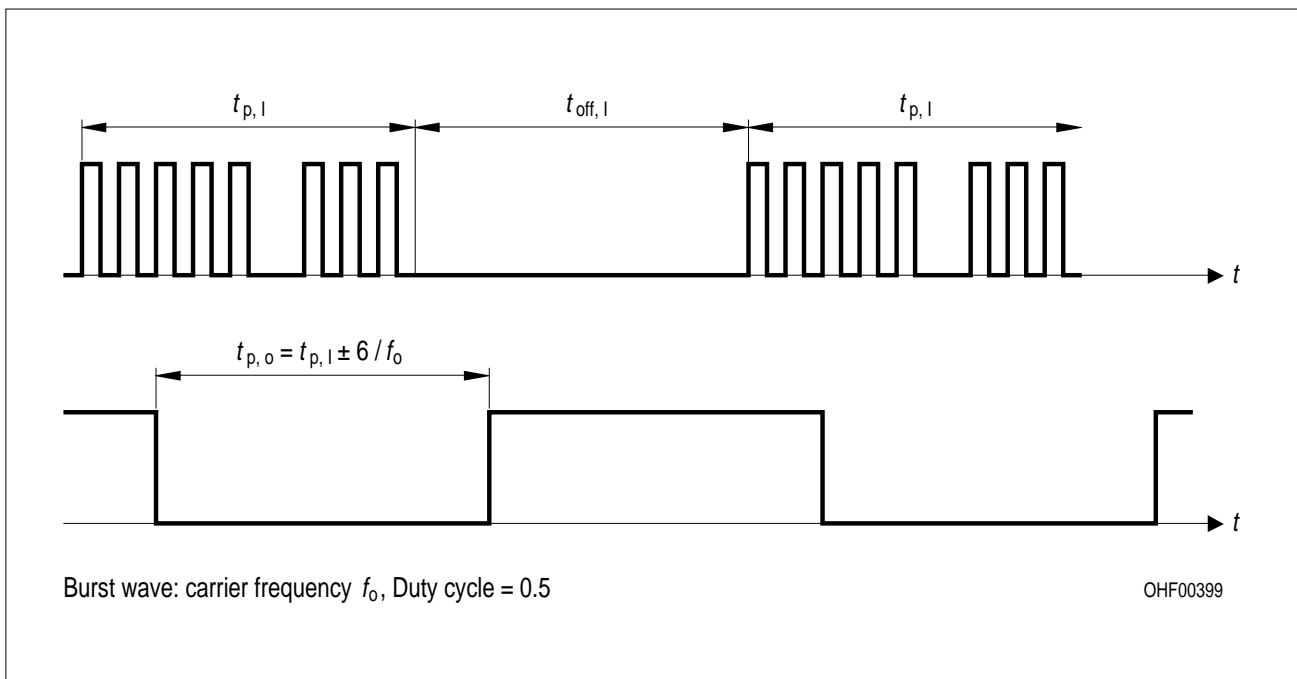 t p, I t off, I t p, I
t
t p, o = t p, I ± 6 / f o
t
Burst wave: carrier frequency f o, Duty cycle = 0.5
OHF00399